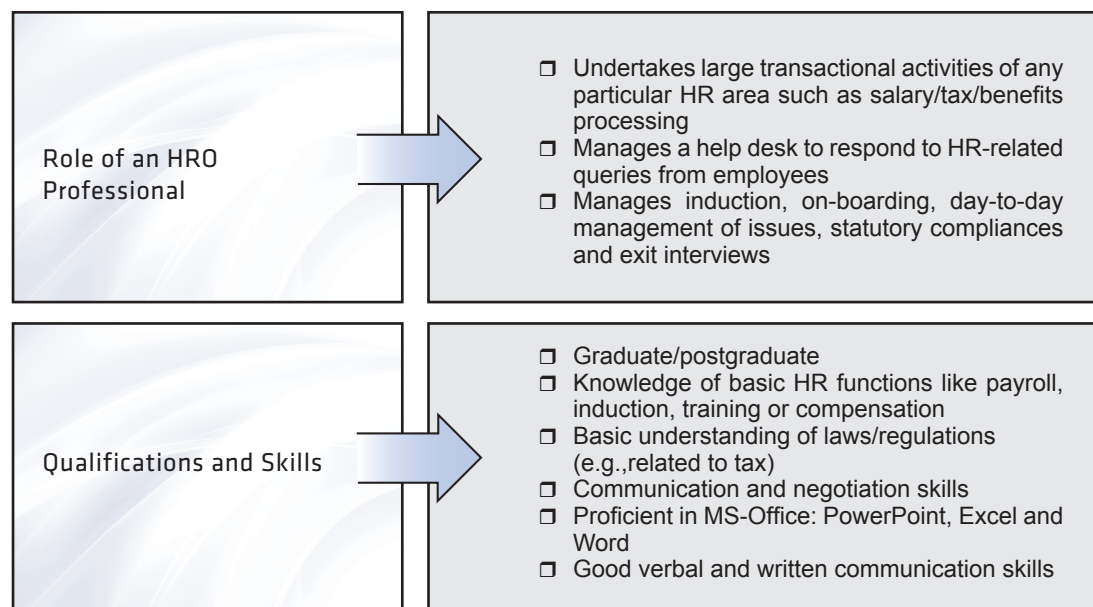 Role of an HRO
Professional
❒ Undertakes large transactional activities of any
particular HR area such as salary/tax/benefits
processing
❒ Manages a help desk to respond to HR-related
queries from employees
❒ Manages induction, on-boarding, day-to-day
management of issues, statutory compliances
and exit interviews
Qualifications and Skills
❒ Graduate/postgraduate
❒ Knowledge of basic HR functions like payroll,
induction, training or compensation
❒ Basic understanding of laws/regulations
(e.g.,related to tax)
❒ Communication and negotiation skills
❒ Proficient in MS-Office: PowerPoint, Excel and
Word
❒ Good verbal and written communication skills